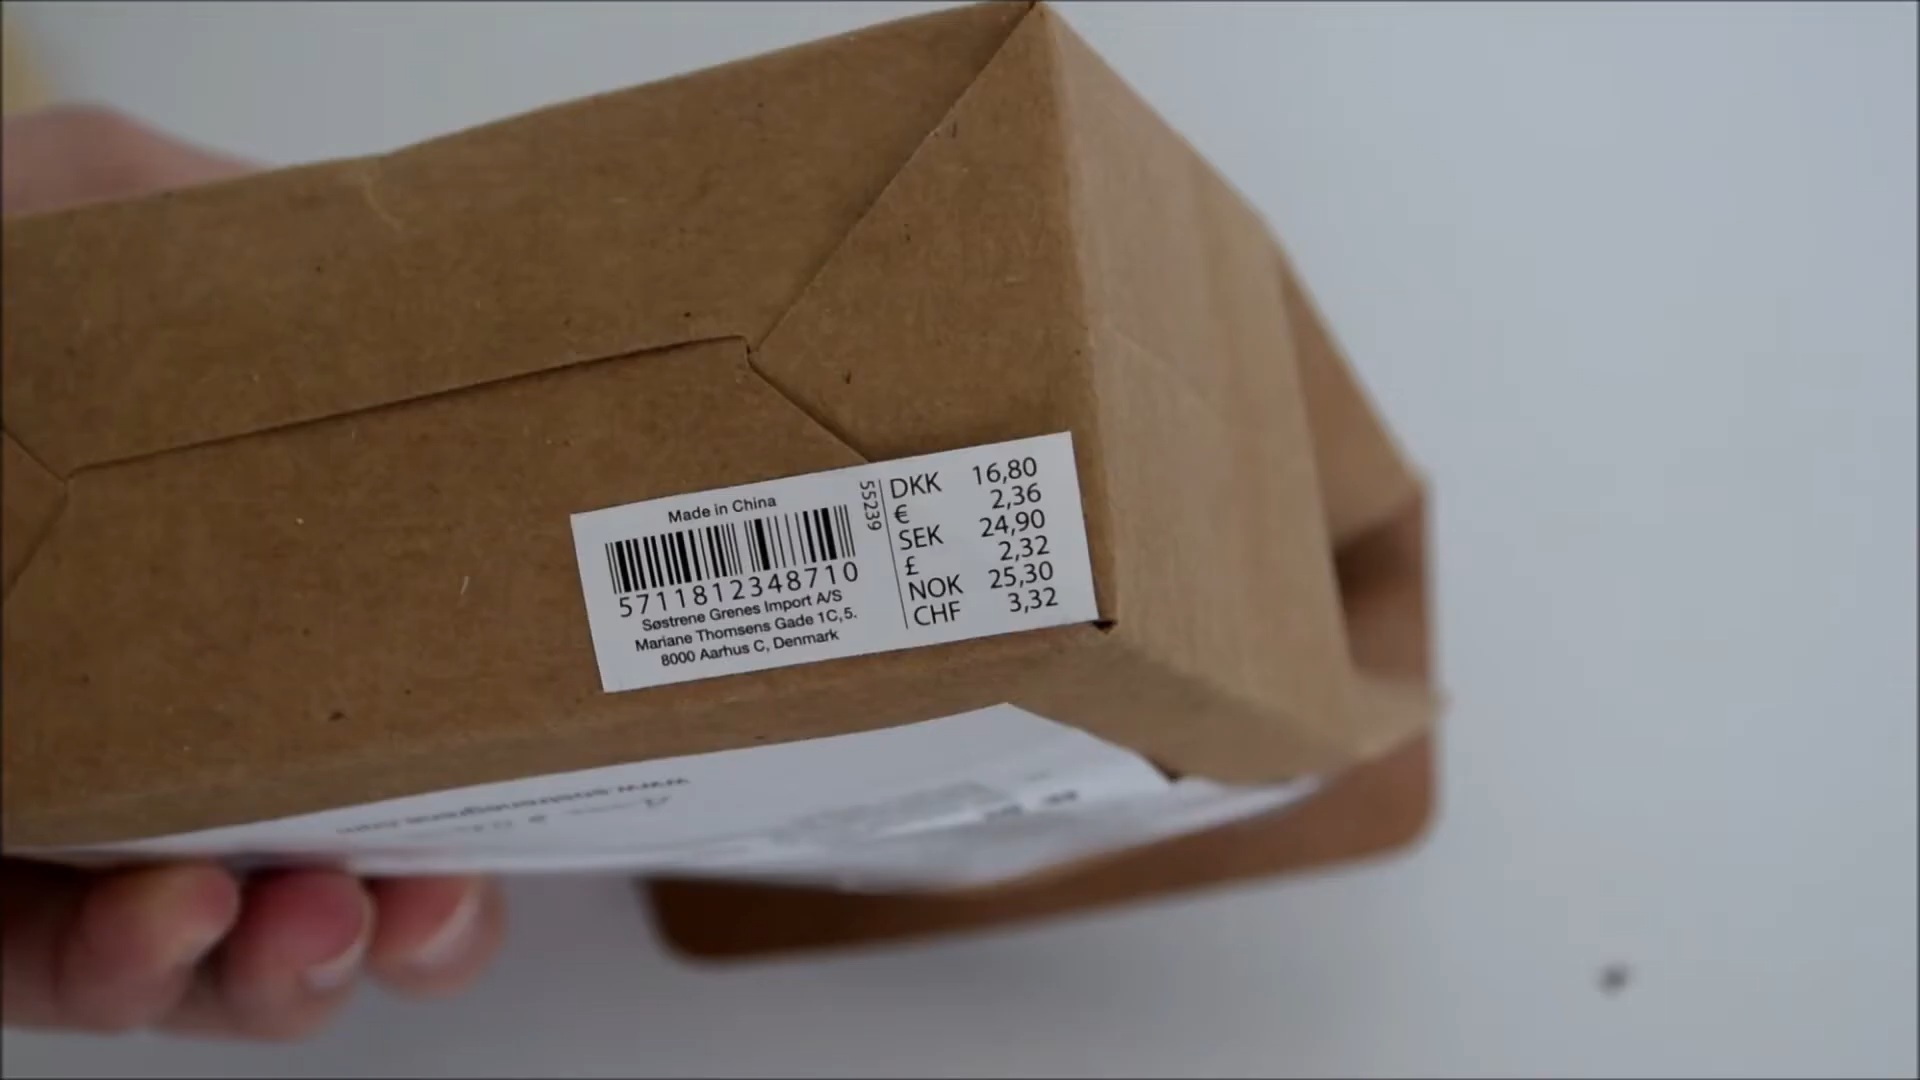 Made in China
5711812348710
Søstrene Grenes Import A/S
Mariane Thomsens Gade 1C,5.
8000 Aarhus C, Denmark
55239
DKK 16,80
€ 2,36
SEK 24,90
£ 2,32
NOK 25,30
CHF 3,32